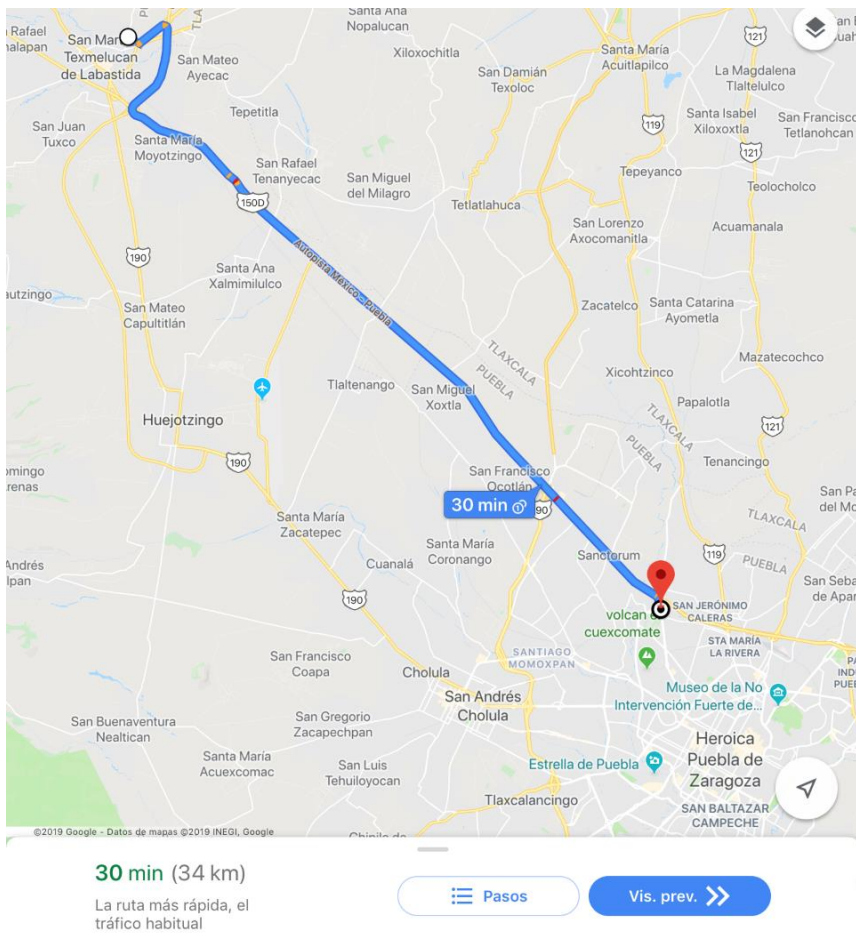 Santa Ana
Nopalucan
TLAX
PUEBLA
San Rafael
San Mateo
Ayecac
Texmelucan
de Labastida
Xiloxochitla
Santa María
Acuitlapilco
121
La Magdalena
Tlaltelulco
San Damián
Texoloc
Tepetitla
119
Santa Isabel
Xiloxoxtla
San Francisco
Tetlanohcan
San Juan
Tuxco
Santa María
Moyotzingo
121
San Rafael
Tenanyecac
San Miguel
del Milagro
Tepeyanco
Teolocholco
150D
Tetlatlahuca
San Lorenzo
Axocomanitla
Acuamanala
190
Autopista México - Puebla
Santa Ana
Xalmimilulco
San Mateo
Capultitlán
Zacatelco
Santa Catarina
Ayometla
TLAXCALA
PUEBLA
Mazatecochco
Xicohtzinco
Tlaltenango
San Miguel
Xoxtla
Papalotla
Huejotzingo
TLAXCALA
PUEBLA
121
Tenancingo
190
San Francisco
Ocotlán
30 min
90
TLAXCALA
PUEBLA
Santa María
Zacatepec
Santa María
Coronango
Cuanalá
Sanctorum
119
190
SAN JERÓNIMO
CALERAS
volcan
cuexcomate
STA MARÍA
LA RIVERA
San Francisco
Coapa
SANTIAGO
MOMOXPAN
Cholula
San Andrés
Cholula
Museo de la No
Intervención Fuerte de...
San Buenaventura
Nealtican
San Gregorio
Zacapechpan
Heroica
Puebla de
Zaragoza
Santa María
Acuexcomac
San Luis
Tehuiloyocan
Estrella de Puebla
Tlaxcalancingo
SAN BALTAZAR
CAMPECHE
©2019 Google - Datos de mapas ©2019 INEGI, Google
30 min (34 km)
La ruta más rápida, el
tráfico habitual
Pasos
Vis. prev.